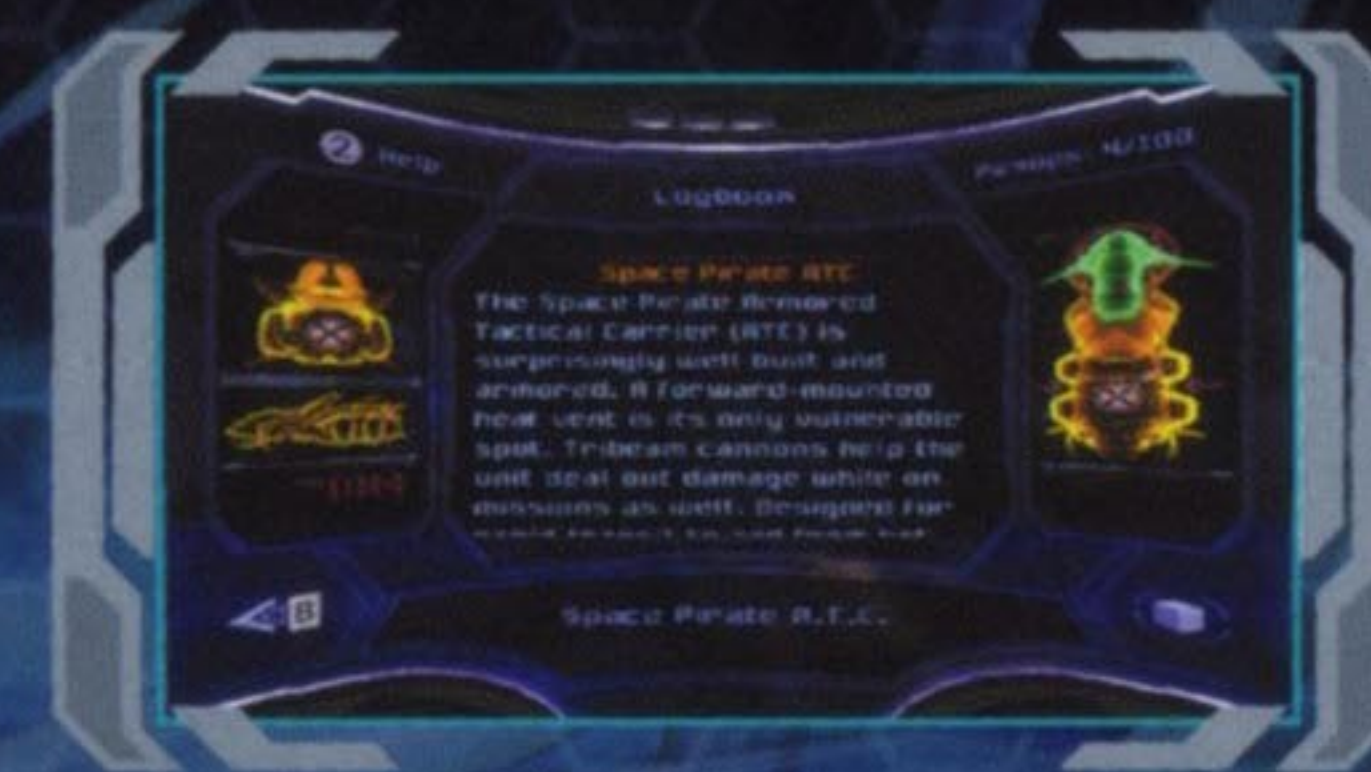 2 Help
LogBook
Space Pirate ATC
The Space Pirate Armored
Tactical Carrier (ATC) is
surprisingly well built and
armored. A forward-mounted
heat vent is its only vulnerable
spot. Tribeam cannons help the
unit deal out damage while on
missions as well. Designed for
B
Space Pirate A.T.C.